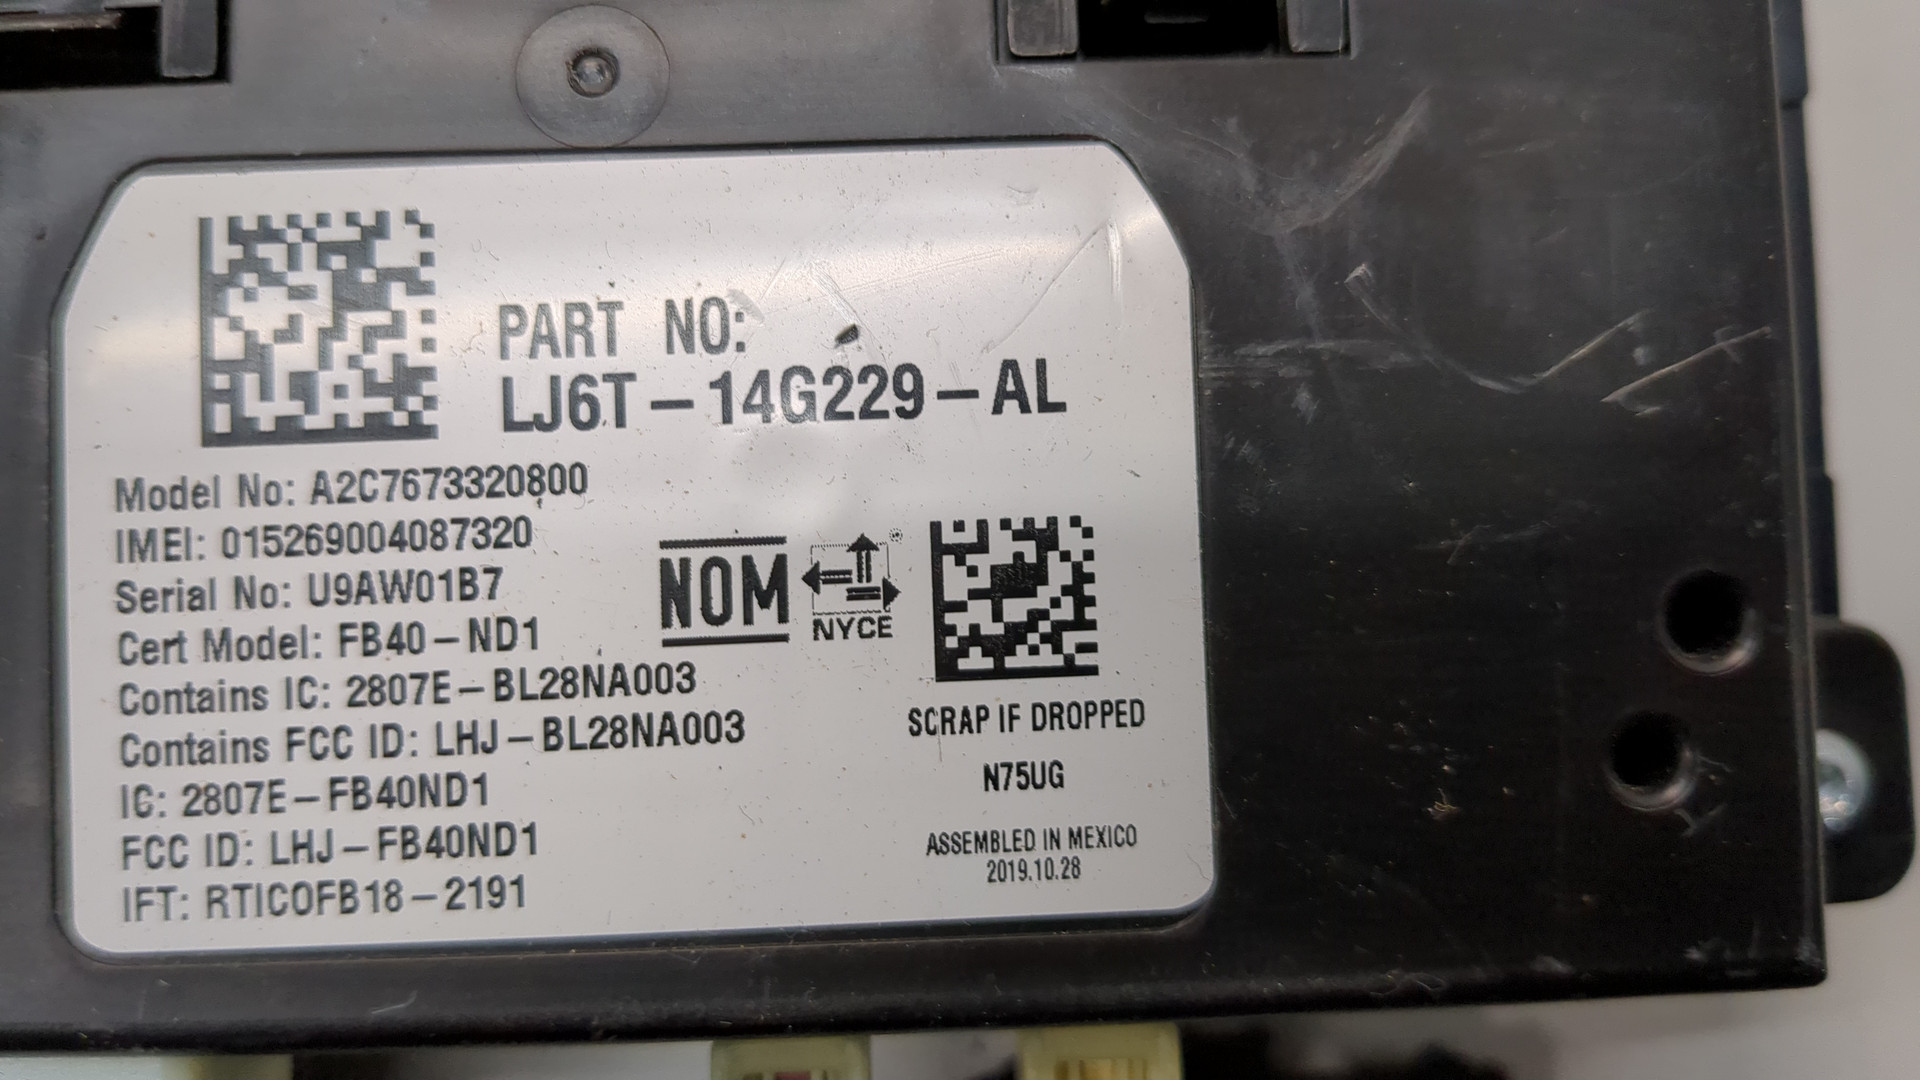 PART NO:
LJ6T-14G229-AL
Model No: A2C7673320800
IMEI: 015269004087320
Serial No: U9AW01B7
Cert Model: FB40-ND1
Contains IC: 2807E-BL28NA003
Contains FCC ID: LHJ-BL28NA003
IC: 2807E-FB40ND1
FCC ID: LHJ-FB40ND1
IFT: RTICOFB18-2191
NOM
NYCE
SCRAP IF DROPPED
N75UG
ASSEMBLED IN MEXICO
2019.10.28